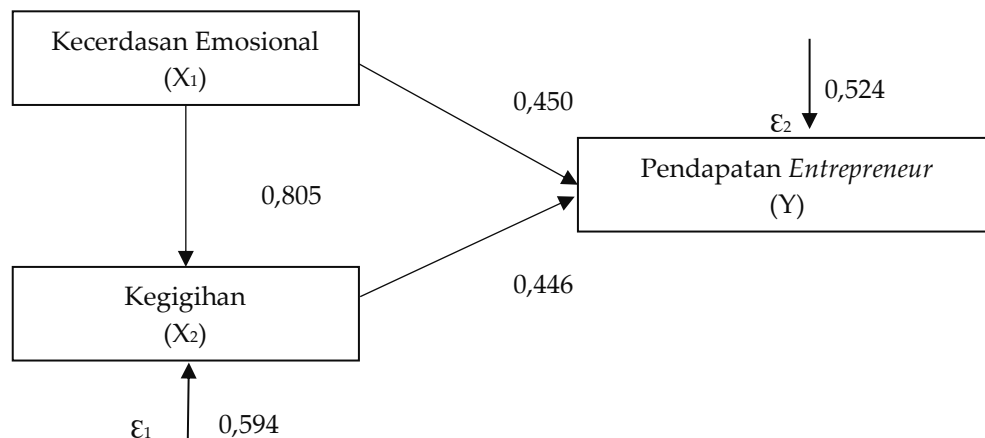 Kecerdasan Emosional
(X₁)
0,450
0,524
ε₂
Pendapatan Entrepreneur
(Y)
0,805
Kegigihan
(X₂)
0,446
ε₁
0,594